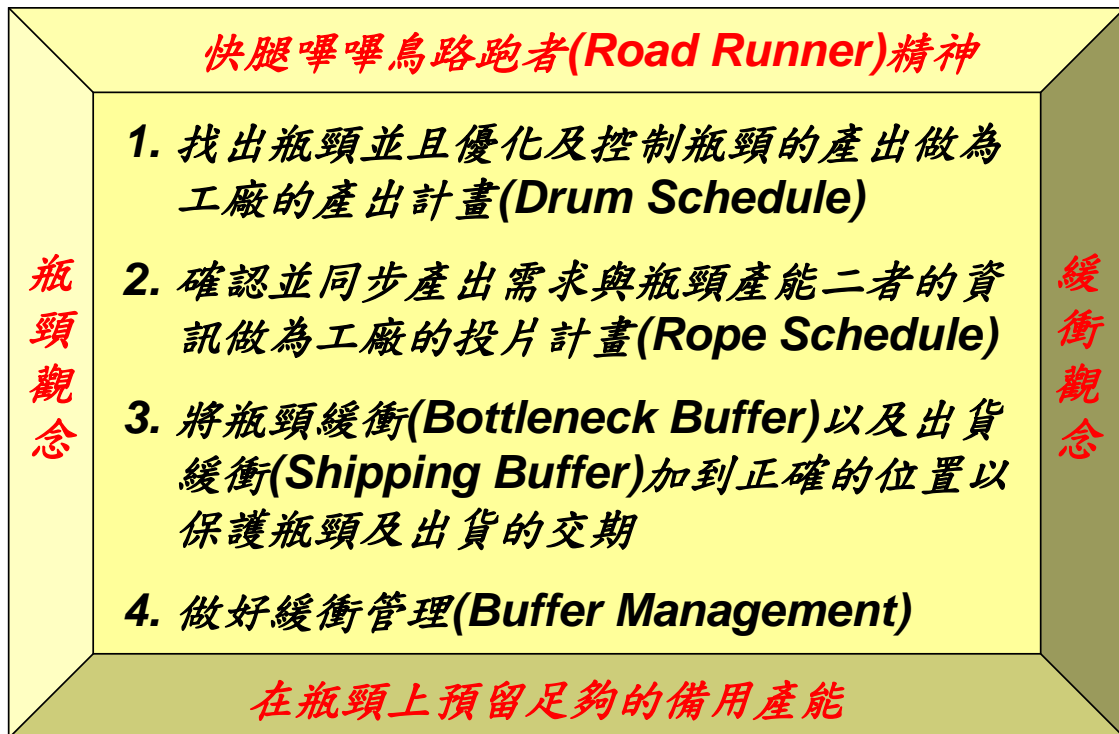 快腿嗶嗶鳥路跑者(Road Runner)精神
瓶頸觀念
1. 找出瓶頸並且優化及控制瓶頸的產出做為
工廠的產出計畫(Drum Schedule)
2. 確認並同步產出需求與瓶頸產能二者的資
訊做為工廠的投片計畫(Rope Schedule)
3. 將瓶頸緩衝(Bottleneck Buffer)以及出貨
緩衝(Shipping Buffer)加到正確的位置以
保護瓶頸及出貨的交期
4. 做好緩衝管理(Buffer Management)
緩衝觀念
在瓶頸上預留足夠的備用產能